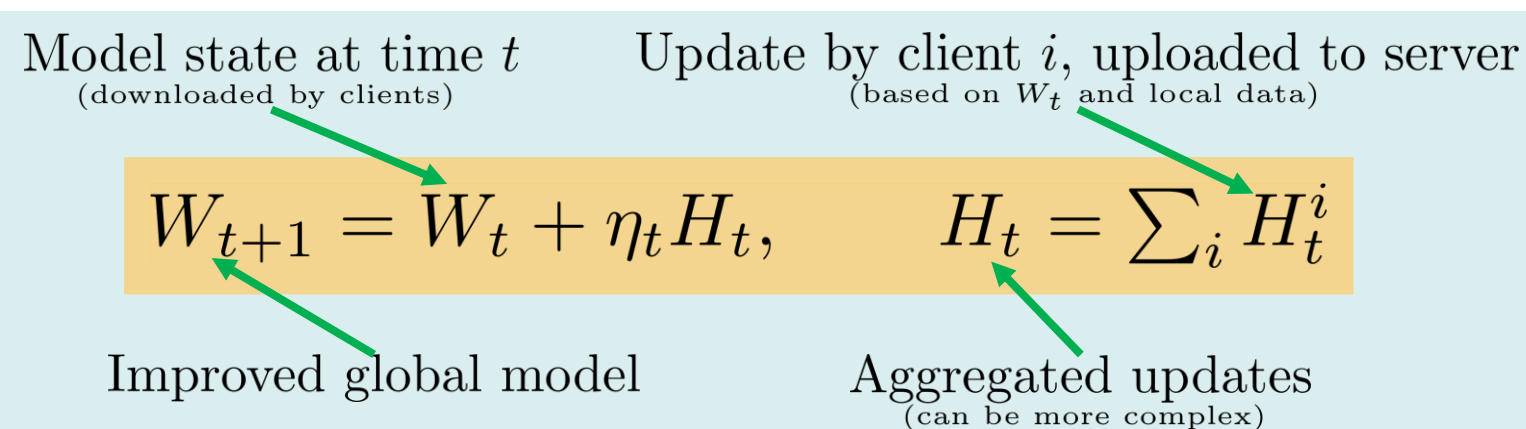 Model state at time t
(downloaded by clients)
Update by client i, uploaded to server
(based on W_t and local data)
W_{t+1} = W_t + η_t H_t, H_t = ∑_i H_t^i
Improved global model
Aggregated updates
(can be more complex)